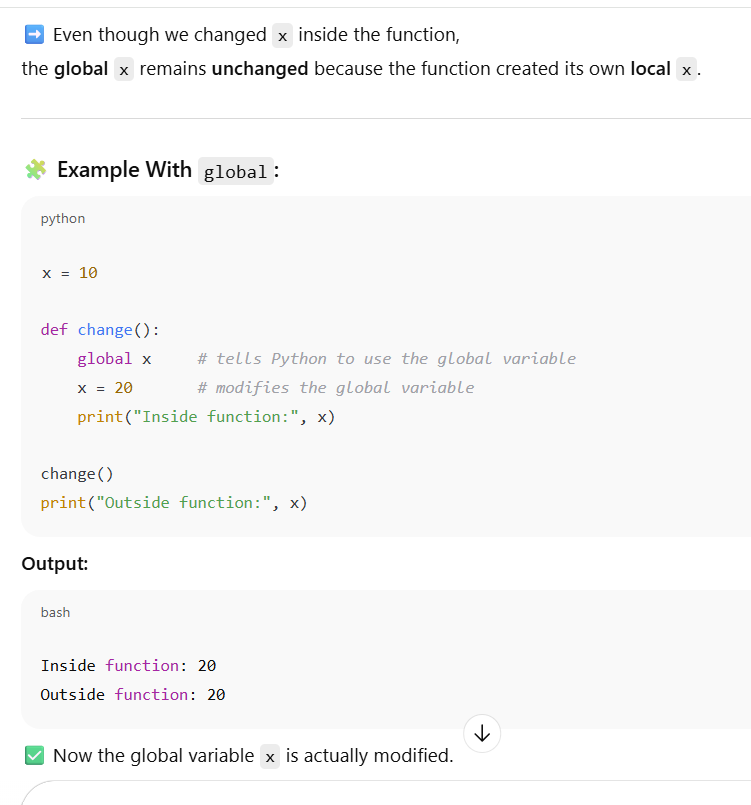 ➡️ Even though we changed x inside the function,
the global x remains unchanged because the function created its own local x.
🧩 Example With global:
python
x = 10
def change():
    global x     # tells Python to use the global variable
    x = 20       # modifies the global variable
    print("Inside function:", x)
change()
print("Outside function:", x)
Output:
bash
Inside function: 20
Outside function: 20
✅ Now the global variable x is actually modified.